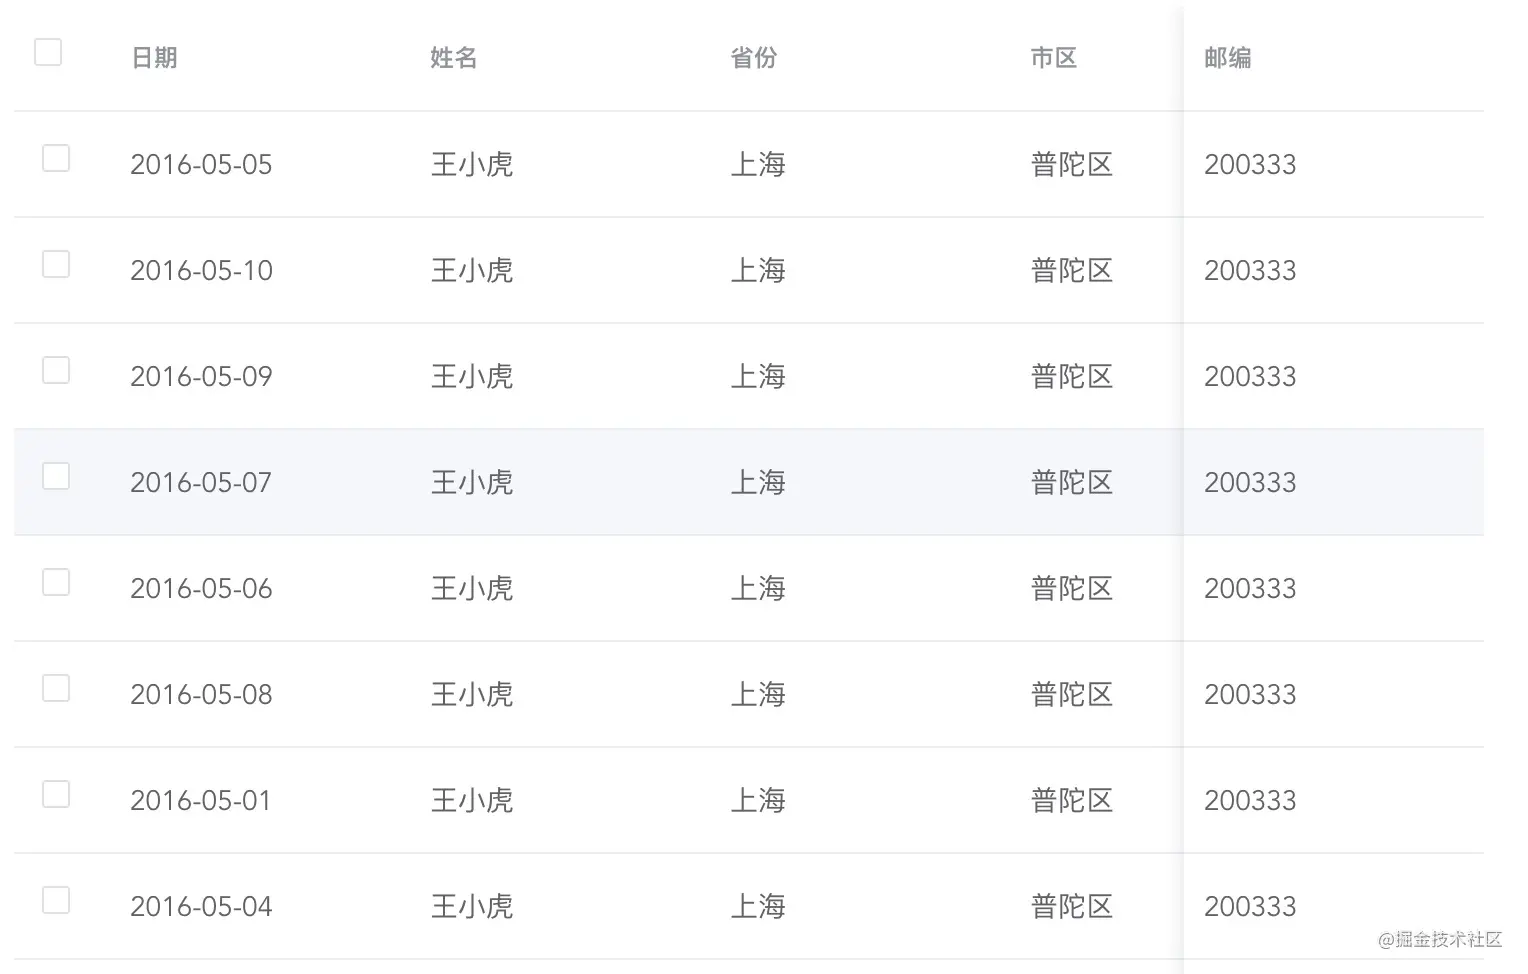 日期 姓名 省份 市区 邮编
2016-05-05 王小虎 上海 普陀区 200333
2016-05-10 王小虎 上海 普陀区 200333
2016-05-09 王小虎 上海 普陀区 200333
2016-05-07 王小虎 上海 普陀区 200333
2016-05-06 王小虎 上海 普陀区 200333
2016-05-08 王小虎 上海 普陀区 200333
2016-05-01 王小虎 上海 普陀区 200333
2016-05-04 王小虎 上海 普陀区 200333
@掘金技术社区